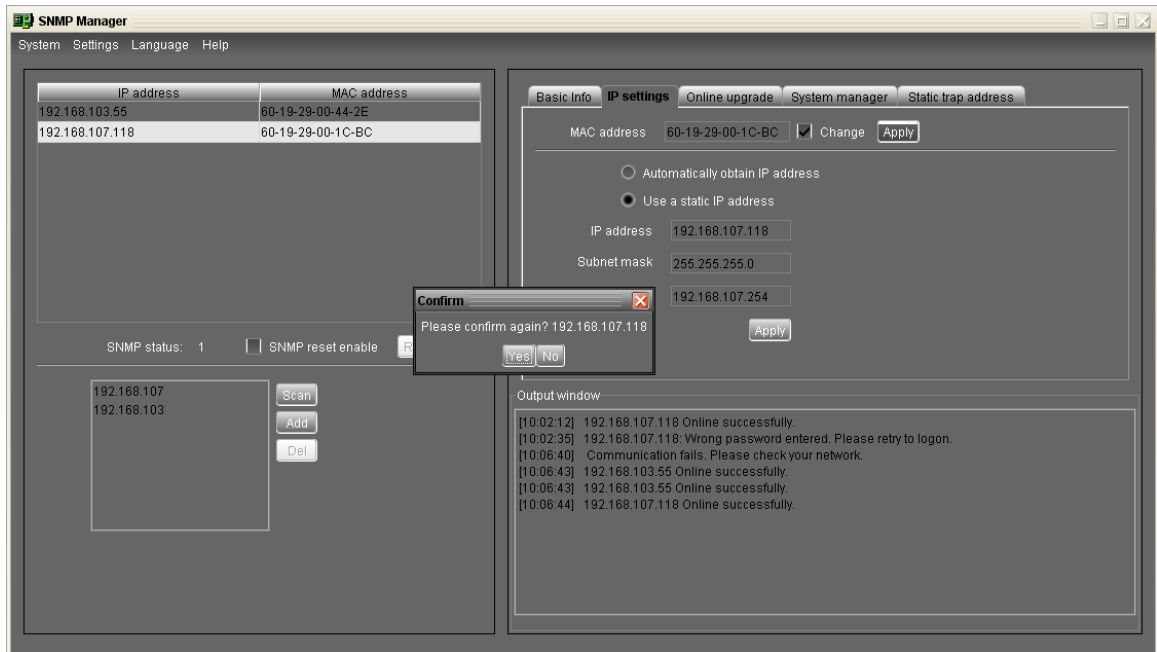 SNMP Manager
System Settings Language Help
IP address MAC address
192.168.103.55 60-19-29-00-44-2E
192.168.107.118 60-19-29-00-1C-BC
SNMP status: 1 SNMP reset enable
192.168.107
192.168.103
Scan
Add
Del
Basic Info IP settings Online upgrade System manager Static trap address
MAC address 60-19-29-00-1C-BC Change Apply
Automatically obtain IP address
Use a static IP address
IP address 192.168.107.118
Subnet mask 255.255.255.0
192.168.107.254
Apply
Confirm
Please confirm again? 192.168.107.118
Yes No
Output window
[10:02:12] 192.168.107.118 Online successfully.
[10:02:35] 192.168.107.118: Wrong password entered. Please retry to logon.
[10:06:40] Communication fails. Please check your network.
[10:06:43] 192.168.103.55 Online successfully.
[10:06:43] 192.168.103.55 Online successfully.
[10:06:44] 192.168.107.118 Online successfully.